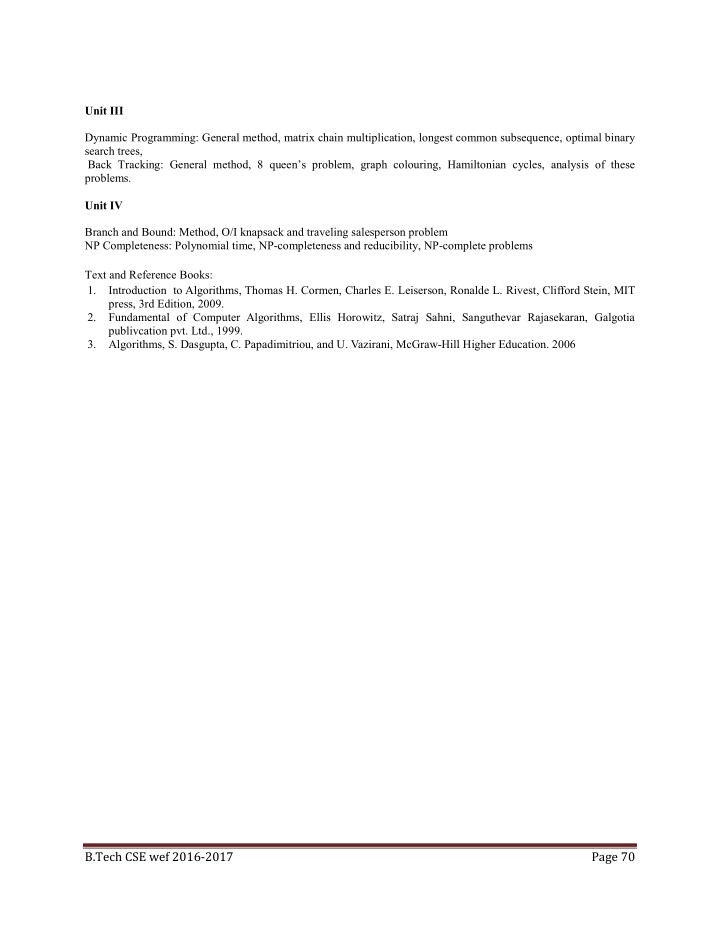 Unit III
Dynamic Programming: General method, matrix chain multiplication, longest common subsequence, optimal binary
search trees,
Back Tracking: General method, 8 queen’s problem, graph colouring, Hamiltonian cycles, analysis of these
problems.
Unit IV
Branch and Bound: Method, O/I knapsack and traveling salesperson problem
NP Completeness: Polynomial time, NP-completeness and reducibility, NP-complete problems
Text and Reference Books:
1. Introduction to Algorithms, Thomas H. Cormen, Charles E. Leiserson, Ronalde L. Rivest, Clifford Stein, MIT
press, 3rd Edition, 2009.
2. Fundamental of Computer Algorithms, Ellis Horowitz, Satraj Sahni, Sanguthevar Rajasekaran, Galgotia
publivcation pvt. Ltd., 1999.
3. Algorithms, S. Dasgupta, C. Papadimitriou, and U. Vazirani, McGraw-Hill Higher Education. 2006
B.Tech CSE wef 2016-2017 Page 70